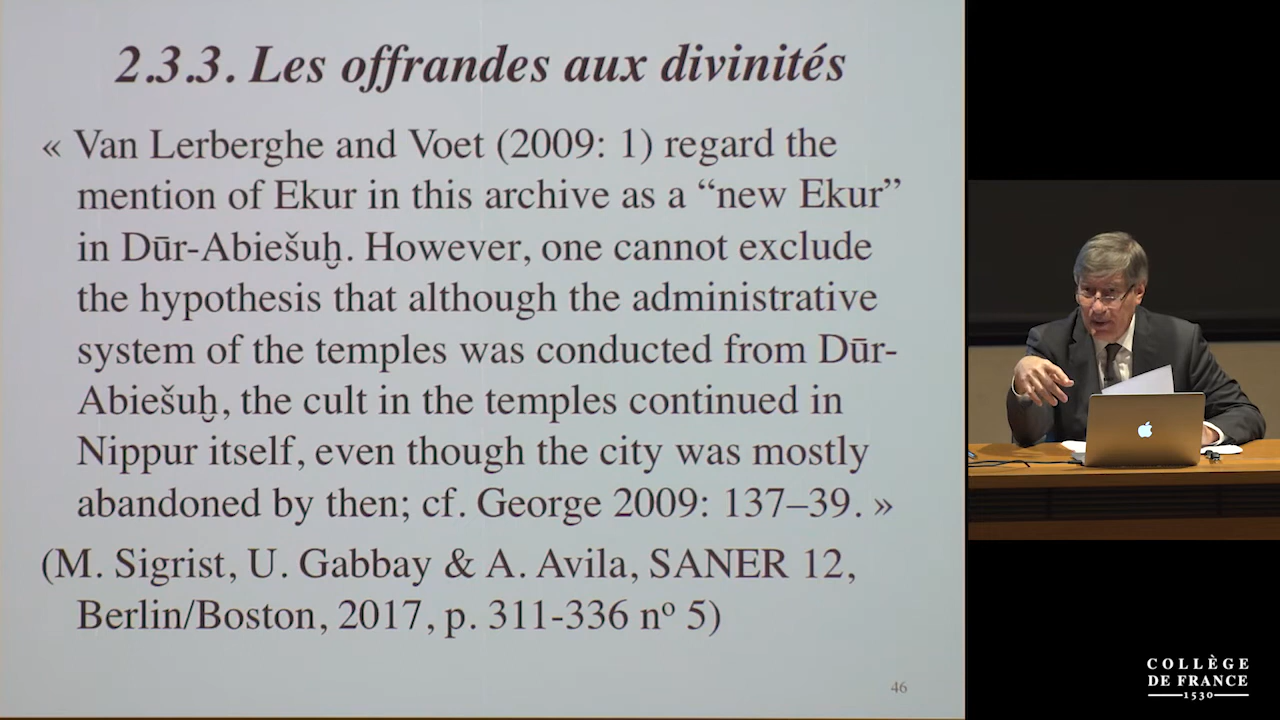 2.3.3. Les offrandes aux divinités
« Van Lerberghe and Voet (2009: 1) regard the
mention of Ekur in this archive as a “new Ekur”
in Dūr-Abiešuḫ. However, one cannot exclude
the hypothesis that although the administrative
system of the temples was conducted from Dūr-
Abiešuḫ, the cult in the temples continued in
Nippur itself, even though the city was mostly
abandoned by then; cf. George 2009: 137–39. »
(M. Sigrist, U. Gabbay & A. Avila, SANER 12,
Berlin/Boston, 2017, p. 311-336 nº 5)
46
COLLÈGE
DE FRANCE
1530